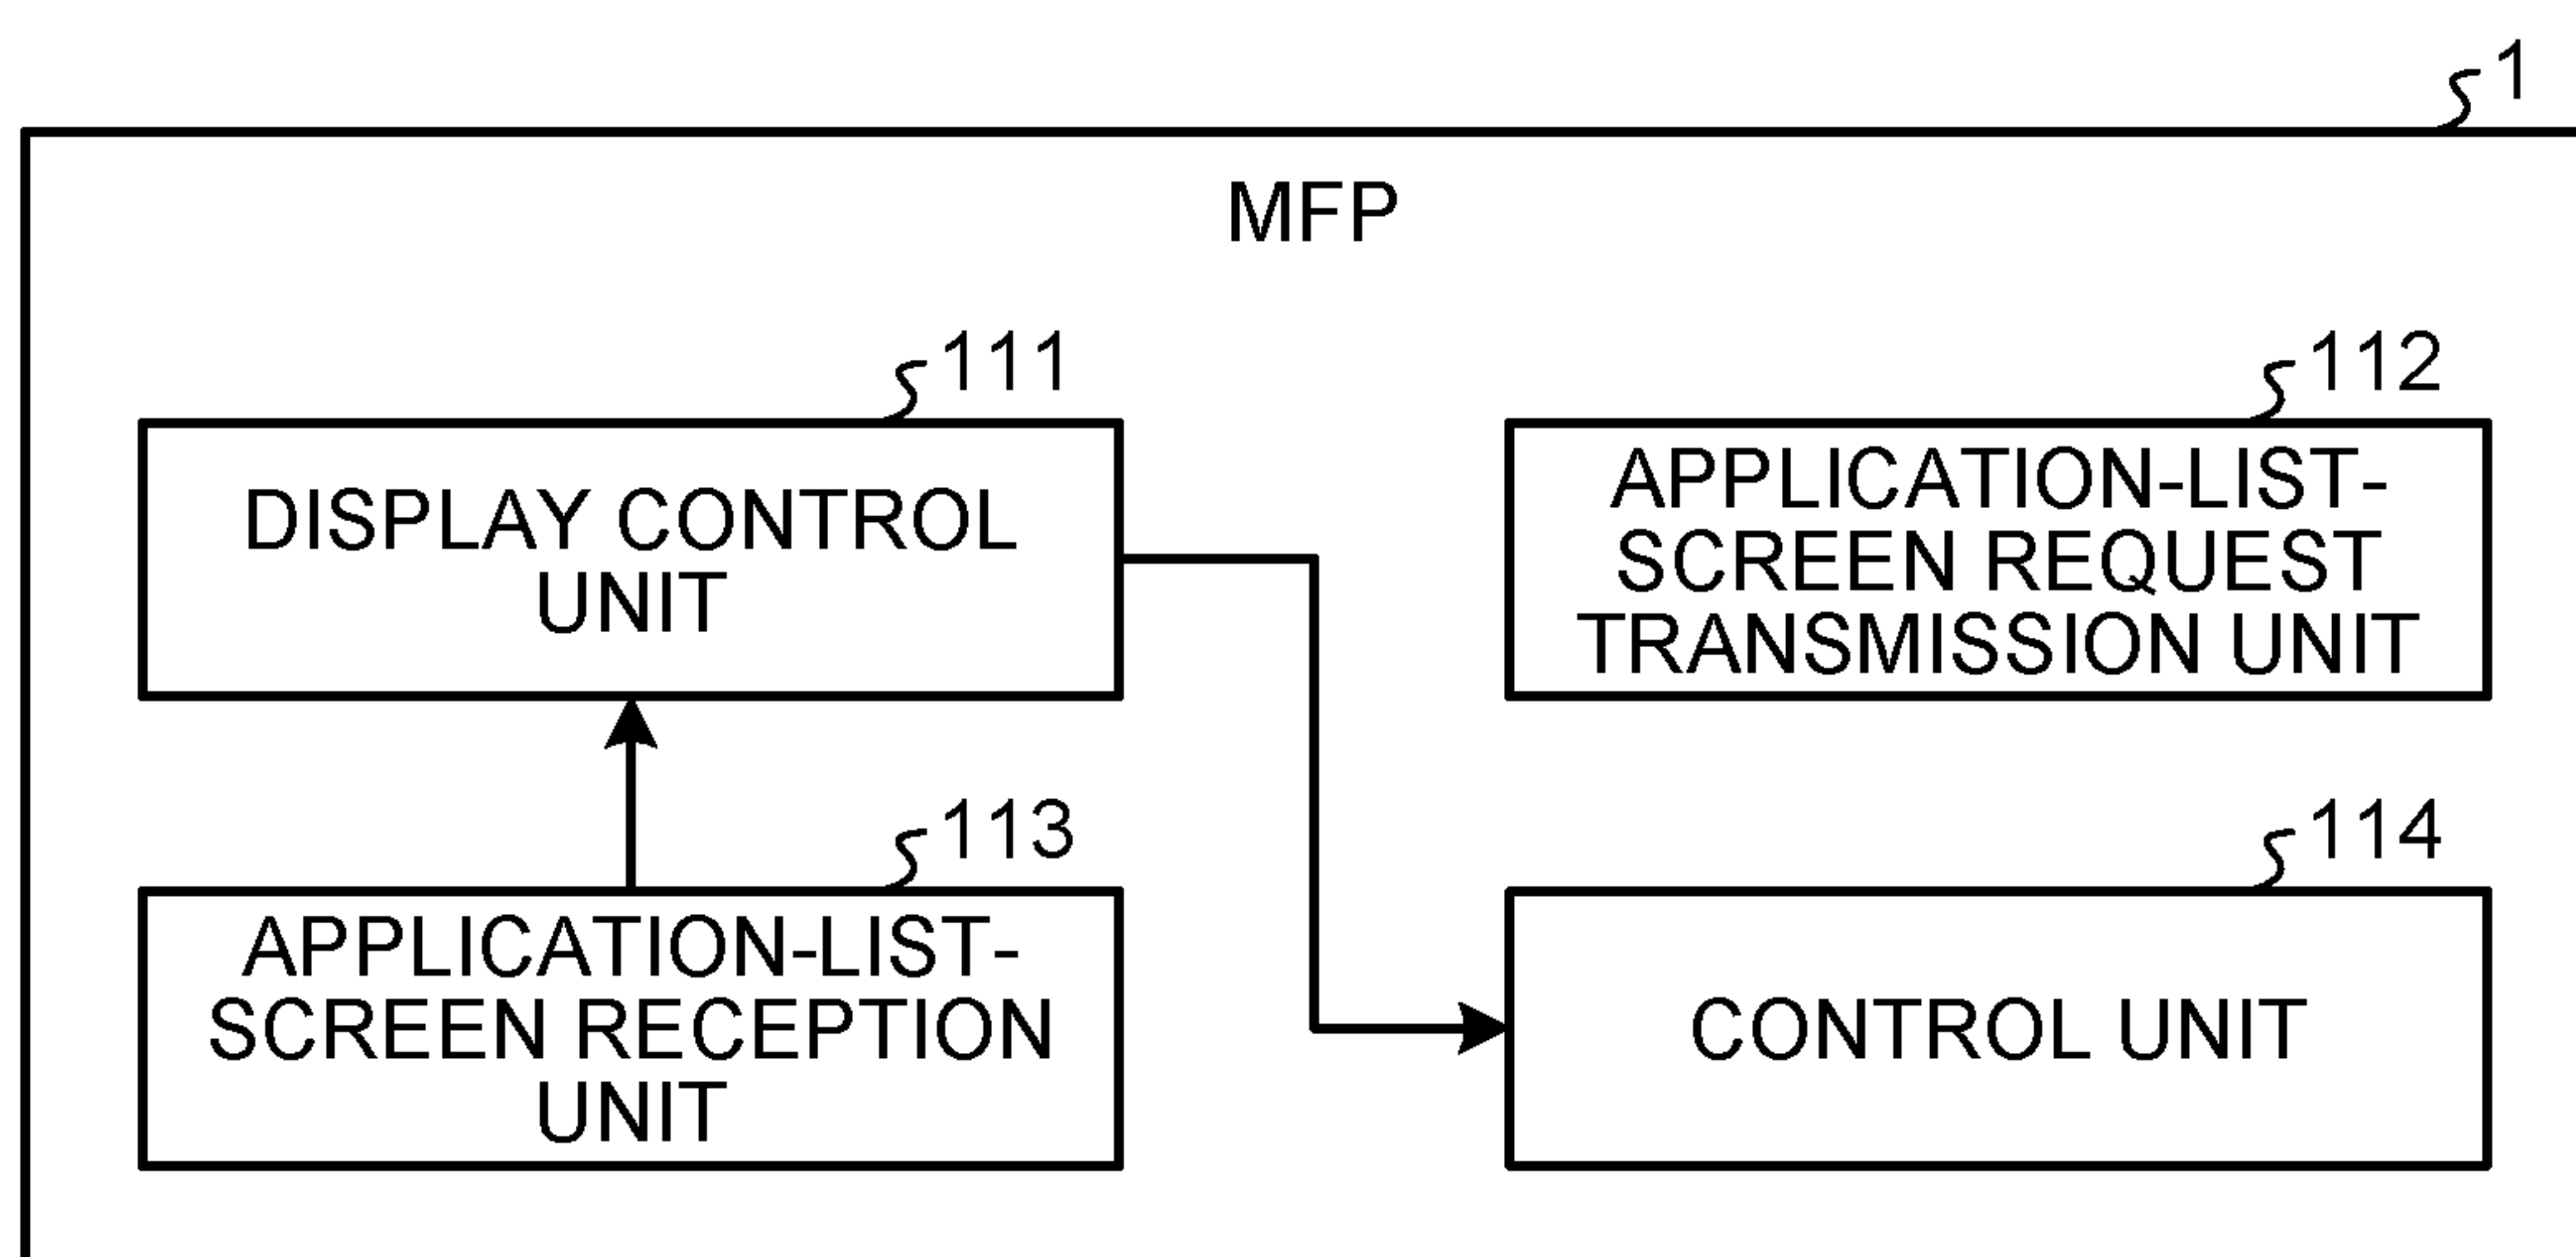 1
MFP
111
DISPLAY CONTROL
UNIT
112
APPLICATION-LIST-
SCREEN REQUEST
TRANSMISSION UNIT
113
APPLICATION-LIST-
SCREEN RECEPTION
UNIT
114
CONTROL UNIT